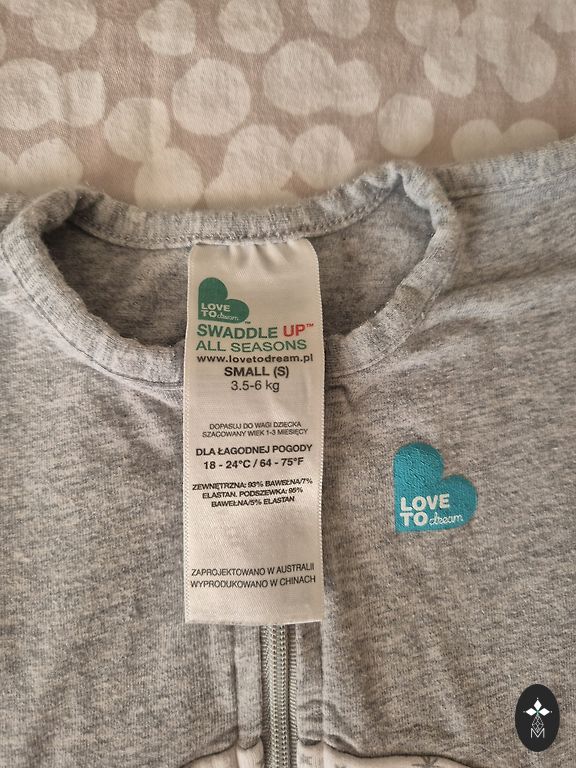 LOVE
TO dream™
SWADDLE UP™
ALL SEASONS
www.lovetodream.pl
SMALL (S)
3.5-6 kg
DOPASUJ DO WAGI DZIECKA
SZACOWANY WIEK 1-3 MIESIĘCY
DLA ŁAGODNEJ POGODY
18 - 24°C / 64 - 75°F
ZEWNĘTRZNA: 93% BAWEŁNA/7%
ELASTAN. PODSZEWKA: 95%
BAWEŁNA/5% ELASTAN
ZAPROJEKTOWANO W AUSTRALII
WYPRODUKOWANO W CHINACH
LOVE
TO dream
M